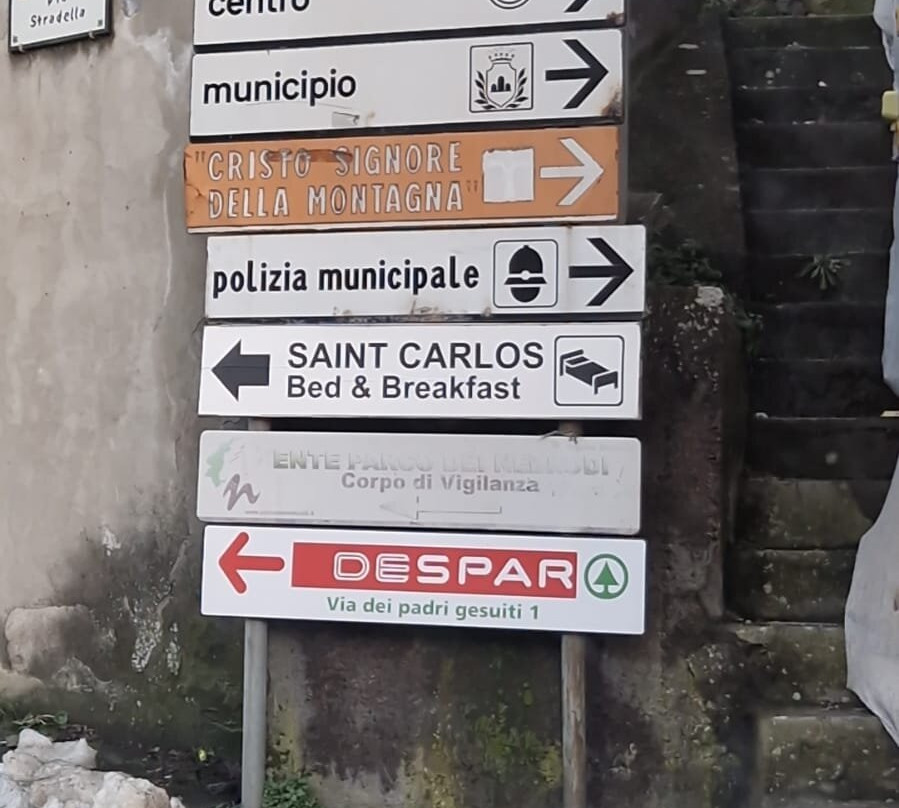 Stradella
centro
municipio
"CRISTO SIGNORE
DELLA MONTAGNA"
polizia municipale
SAINT CARLOS
Bed & Breakfast
ENTE PARCO DEI NEBRODI
Corpo di Vigilanza
DESPAR
Via dei padri gesuiti 1